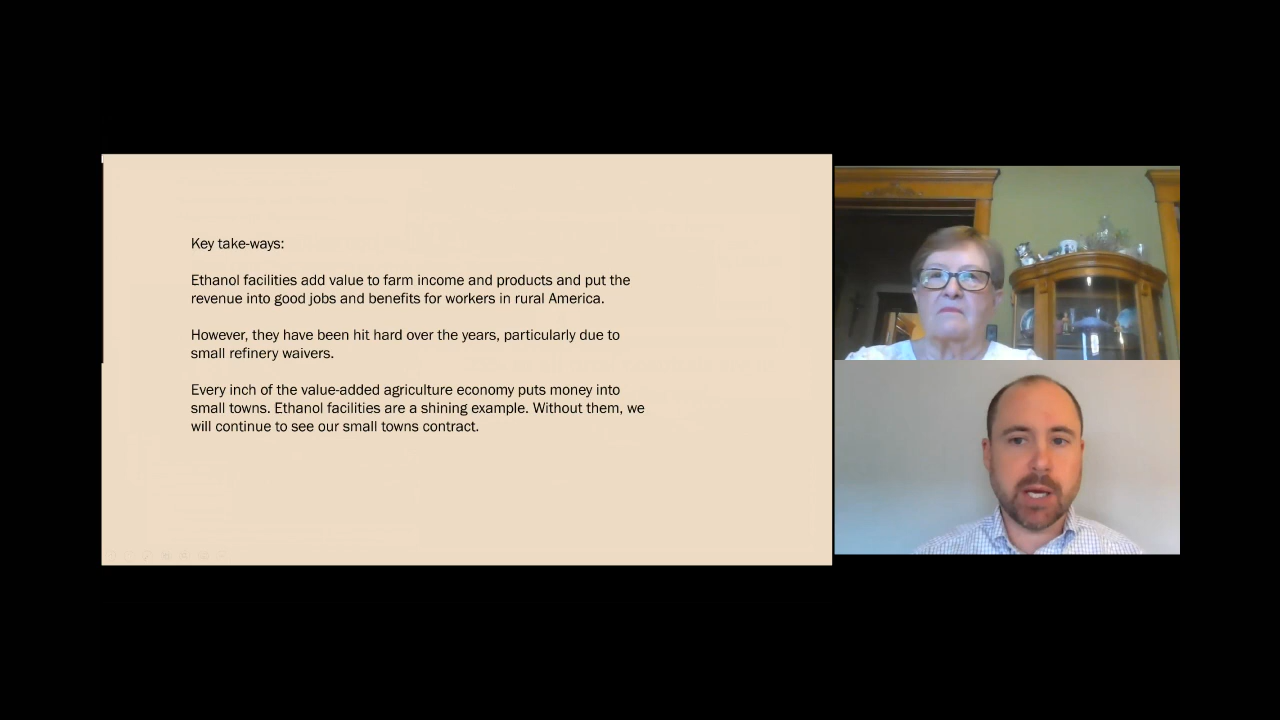 Key take-ways:
Ethanol facilities add value to farm income and products and put the
revenue into good jobs and benefits for workers in rural America.
However, they have been hit hard over the years, particularly due to
small refinery waivers.
Every inch of the value-added agriculture economy puts money into
small towns. Ethanol facilities are a shining example. Without them, we
will continue to see our small towns contract.